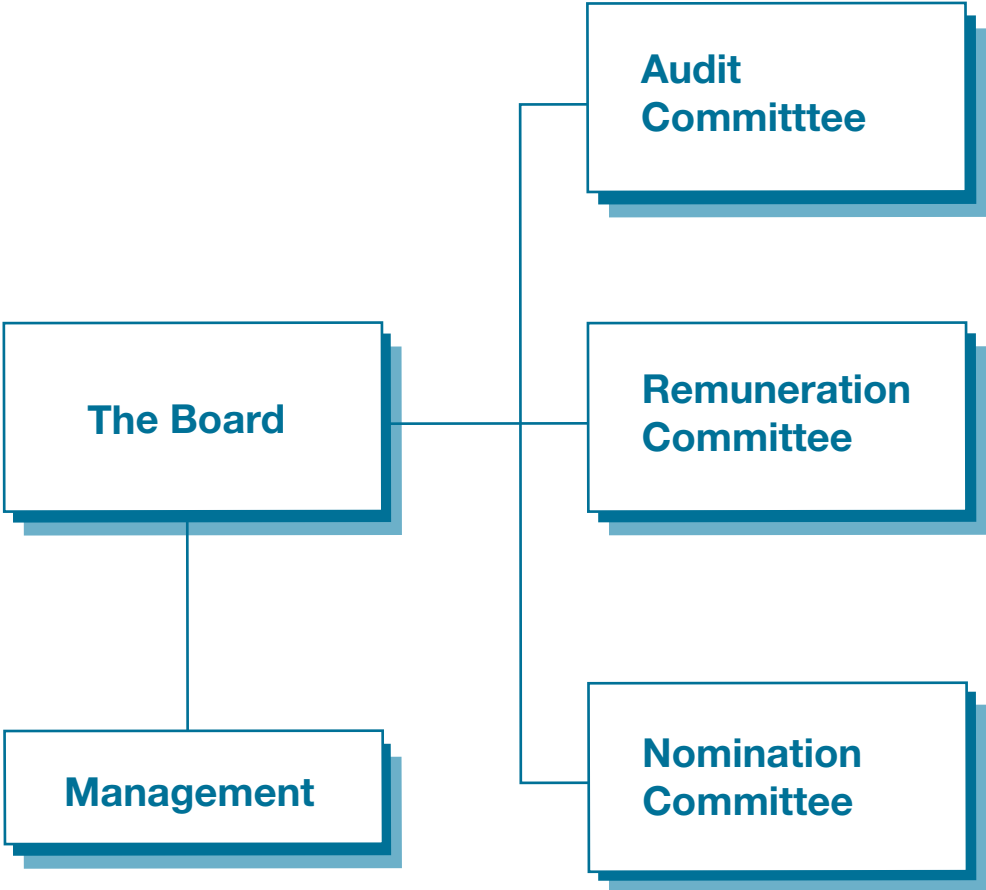 Audit
Committtee
The Board
Remuneration
Committee
Management
Nomination
Committee